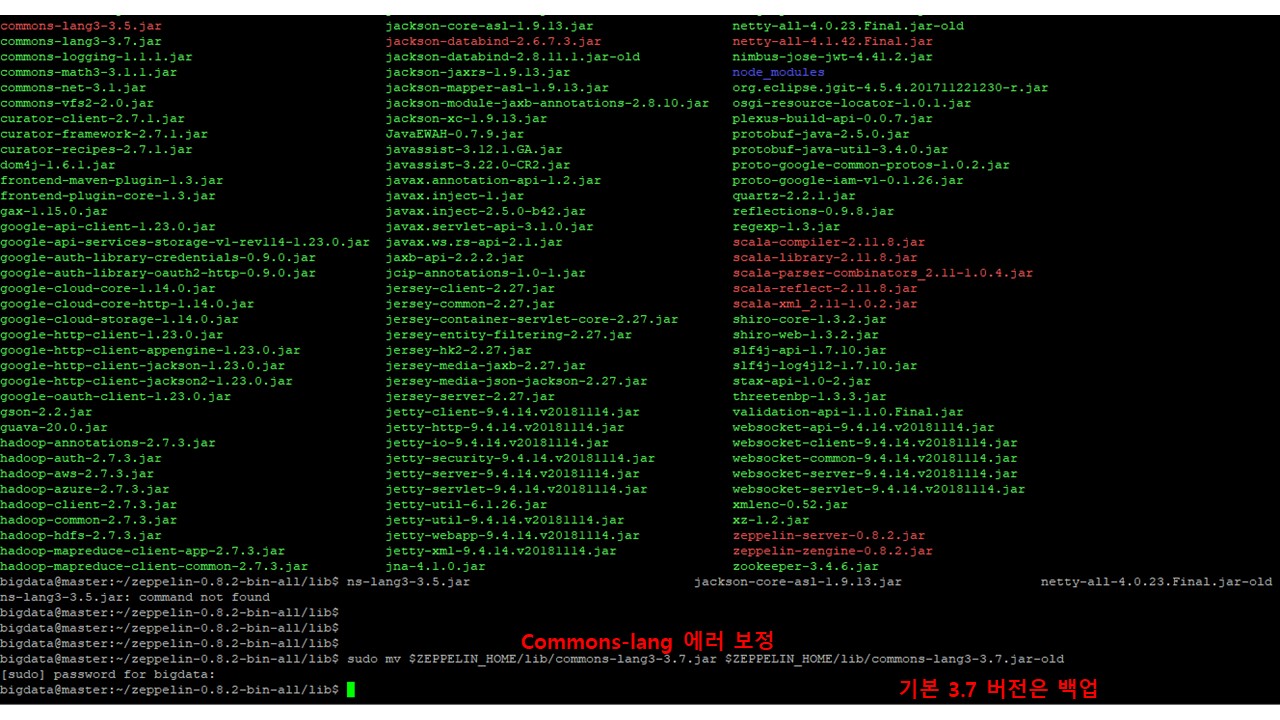 commons-lang3-3.5.jar jackson-core-asl-1.9.13.jar netty-all-4.0.23.Final.jar-old
commons-lang3-3.7.jar jackson-databind-2.6.7.3.jar netty-all-4.1.42.Final.jar
commons-logging-1.1.1.jar jackson-databind-2.8.11.1.jar-old nimbus-jose-jwt-4.41.2.jar
commons-math3-3.1.1.jar jackson-jaxrs-1.9.13.jar node_modules
commons-net-3.1.jar jackson-mapper-asl-1.9.13.jar org.eclipse.jgit-4.5.4.201711221230-r.jar
commons-vfs2-2.0.jar jackson-module-jaxb-annotations-2.8.10.jar osgi-resource-locator-1.0.1.jar
curator-client-2.7.1.jar jackson-xc-1.9.13.jar plexus-build-api-0.0.7.jar
curator-framework-2.7.1.jar JavaEWAH-0.7.9.jar protobuf-java-2.5.0.jar
curator-recipes-2.7.1.jar javassist-3.12.1.GA.jar protobuf-java-util-3.4.0.jar
dom4j-1.6.1.jar javassist-3.22.0-CR2.jar proto-google-common-protos-1.0.2.jar
frontend-maven-plugin-1.3.jar javax.annotation-api-1.2.jar proto-google-iam-v1-0.1.26.jar
frontend-plugin-core-1.3.jar javax.inject-1.jar quartz-2.2.1.jar
gax-1.15.0.jar javax.inject-2.5.0-b42.jar reflections-0.9.8.jar
google-api-client-1.23.0.jar javax.servlet-api-3.1.0.jar regexp-1.3.jar
google-api-services-storage-v1-rev114-1.23.0.jar javax.ws.rs-api-2.1.jar scala-compiler-2.11.8.jar
google-auth-library-credentials-0.9.0.jar jaxb-api-2.2.2.jar scala-library-2.11.8.jar
google-auth-library-oauth2-http-0.9.0.jar jcip-annotations-1.0-1.jar scala-parser-combinators_2.11-1.0.4.jar
google-cloud-core-1.14.0.jar jersey-client-2.27.jar scala-reflect-2.11.8.jar
google-cloud-core-http-1.14.0.jar jersey-common-2.27.jar scala-xml_2.11-1.0.2.jar
google-cloud-storage-1.14.0.jar jersey-container-servlet-core-2.27.jar shiro-core-1.3.2.jar
google-http-client-1.23.0.jar jersey-entity-filtering-2.27.jar shiro-web-1.3.2.jar
google-http-client-appengine-1.23.0.jar jersey-hk2-2.27.jar slf4j-api-1.7.10.jar
google-http-client-jackson-1.23.0.jar jersey-media-jaxb-2.27.jar slf4j-log4j12-1.7.10.jar
google-http-client-jackson2-1.23.0.jar jersey-media-json-jackson-2.27.jar stax-api-1.0-2.jar
google-oauth-client-1.23.0.jar jersey-server-2.27.jar threetenbp-1.3.3.jar
gson-2.2.jar jetty-client-9.4.14.v20181114.jar validation-api-1.1.0.Final.jar
guava-20.0.jar jetty-http-9.4.14.v20181114.jar websocket-api-9.4.14.v20181114.jar
hadoop-annotations-2.7.3.jar jetty-io-9.4.14.v20181114.jar websocket-client-9.4.14.v20181114.jar
hadoop-auth-2.7.3.jar jetty-security-9.4.14.v20181114.jar websocket-common-9.4.14.v20181114.jar
hadoop-aws-2.7.3.jar jetty-server-9.4.14.v20181114.jar websocket-server-9.4.14.v20181114.jar
hadoop-azure-2.7.3.jar jetty-servlet-9.4.14.v20181114.jar websocket-servlet-9.4.14.v20181114.jar
hadoop-client-2.7.3.jar jetty-util-6.1.26.jar xmlenc-0.52.jar
hadoop-common-2.7.3.jar jetty-util-9.4.14.v20181114.jar xz-1.2.jar
hadoop-hdfs-2.7.3.jar jetty-webapp-9.4.14.v20181114.jar zeppelin-server-0.8.2.jar
hadoop-mapreduce-client-app-2.7.3.jar jetty-xml-9.4.14.v20181114.jar zeppelin-zengine-0.8.2.jar
hadoop-mapreduce-client-common-2.7.3.jar jna-4.1.0.jar zookeeper-3.4.6.jar
bigdata@master:~/zeppelin-0.8.2-bin-all/lib$ ns-lang3-3.5.jar jackson-core-asl-1.9.13.jar netty-all-4.0.23.Final.jar-old
ns-lang3-3.5.jar: command not found
bigdata@master:~/zeppelin-0.8.2-bin-all/lib$
bigdata@master:~/zeppelin-0.8.2-bin-all/lib$
bigdata@master:~/zeppelin-0.8.2-bin-all/lib$ Commons-lang 에러 보정
bigdata@master:~/zeppelin-0.8.2-bin-all/lib$ sudo mv $ZEPPELIN_HOME/lib/commons-lang3-3.7.jar $ZEPPELIN_HOME/lib/commons-lang3-3.7.jar-old
[sudo] password for bigdata:
bigdata@master:~/zeppelin-0.8.2-bin-all/lib$ 기본 3.7 버전은 백업